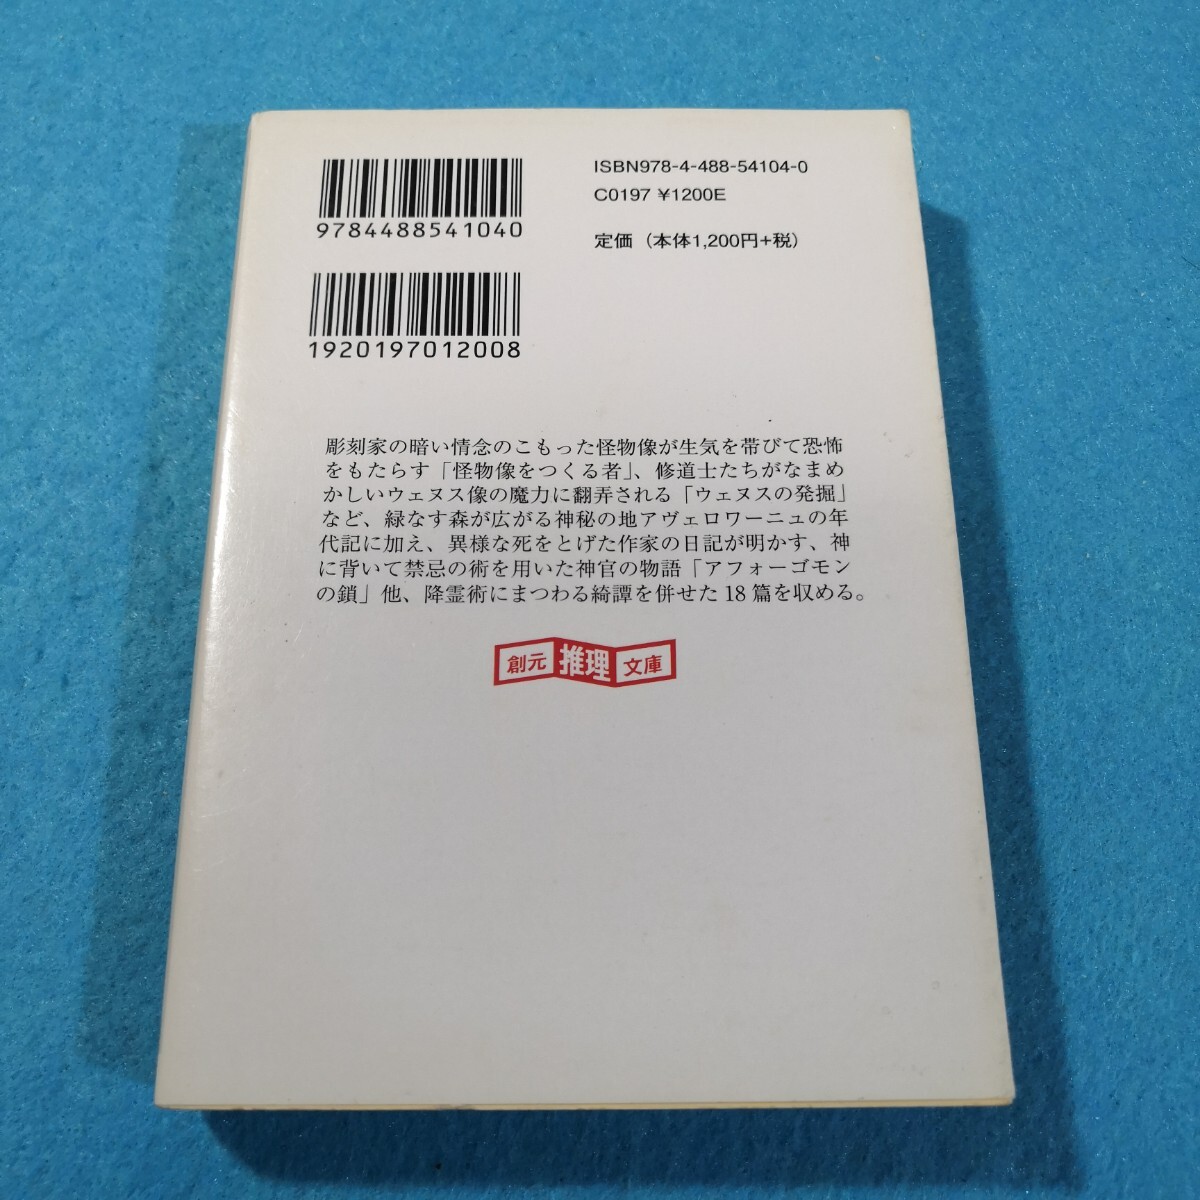 9784488541040
ISBN978-4-488-54104-0
C0197 ¥1200E
定価（本体1,200円+税）
1920197012008
彫刻家の暗い情念のこもった怪物像が生気を帯びて恐怖
をもたらす「怪物像をつくる者」、修道士たちがなまめ
かしいウェヌス像の魔力に翻弄される「ウェヌスの発掘」
など、緑なす森が広がる神秘の地アヴェロワーニュの年
代記に加え、異様な死をとげた作家の日記が明かす、神
に背いて禁忌の術を用いた神官の物語「アフォーゴモン
の鎖」他、降霊術にまつわる綺譚を併せた 18 篇を収める。
創元 推理 文庫